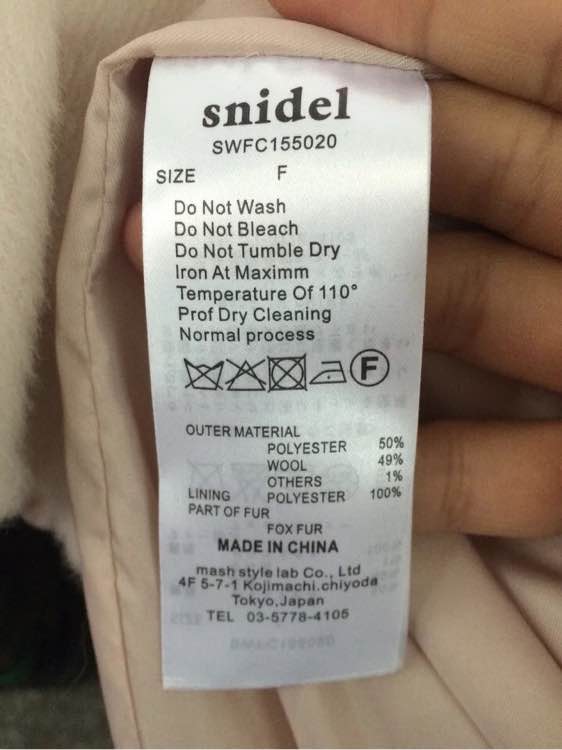 snidel
SWFC155020
SIZE F
Do Not Wash
Do Not Bleach
Do Not Tumble Dry
Iron At Maximm
Temperature Of 110°
Prof Dry Cleaning
Normal process
F
OUTER MATERIAL
POLYESTER 50%
WOOL 49%
OTHERS 1%
LINING POLYESTER 100%
PART OF FUR
FOX FUR
MADE IN CHINA
mash style lab Co., Ltd
4F 5-7-1 Kojimachi.chiyoda
Tokyo,Japan
TEL 03-5778-4105